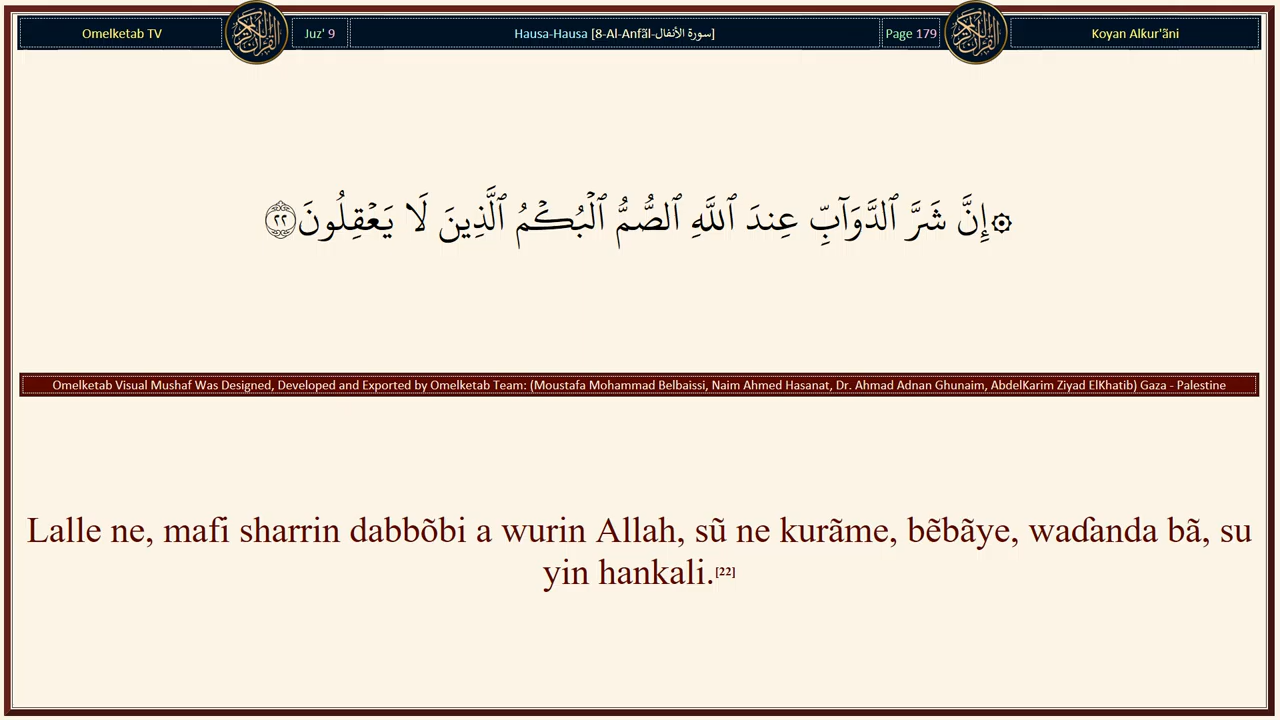 Omelketab TV
Juz' 9
Hausa-Hausa [8-Al-Anfãl-سورة الأنفال]
Page 179
Koyan Alƙur'ãni
۞إِنَّ شَرَّ ٱلدَّوَآبِّ عِندَ ٱللَّهِ ٱلصُّمُّ ٱلۡبُكۡمُ ٱلَّذِينَ لَا يَعۡقِلُونَ ٢٢
Omelketab Visual Mushaf Was Designed, Developed and Exported by Omelketab Team: (Moustafa Mohammad Belbaissi, Naim Ahmed Hasanat, Dr. Ahmad Adnan Ghunaim, AbdelKarim Ziyad ElKhatib) Gaza - Palestine
Lalle ne, mafi sharrin dabbõbi a wurin Allah, sũ ne kurãme, bẽbãye, waɗanda bã, su
yin hankali.[22]